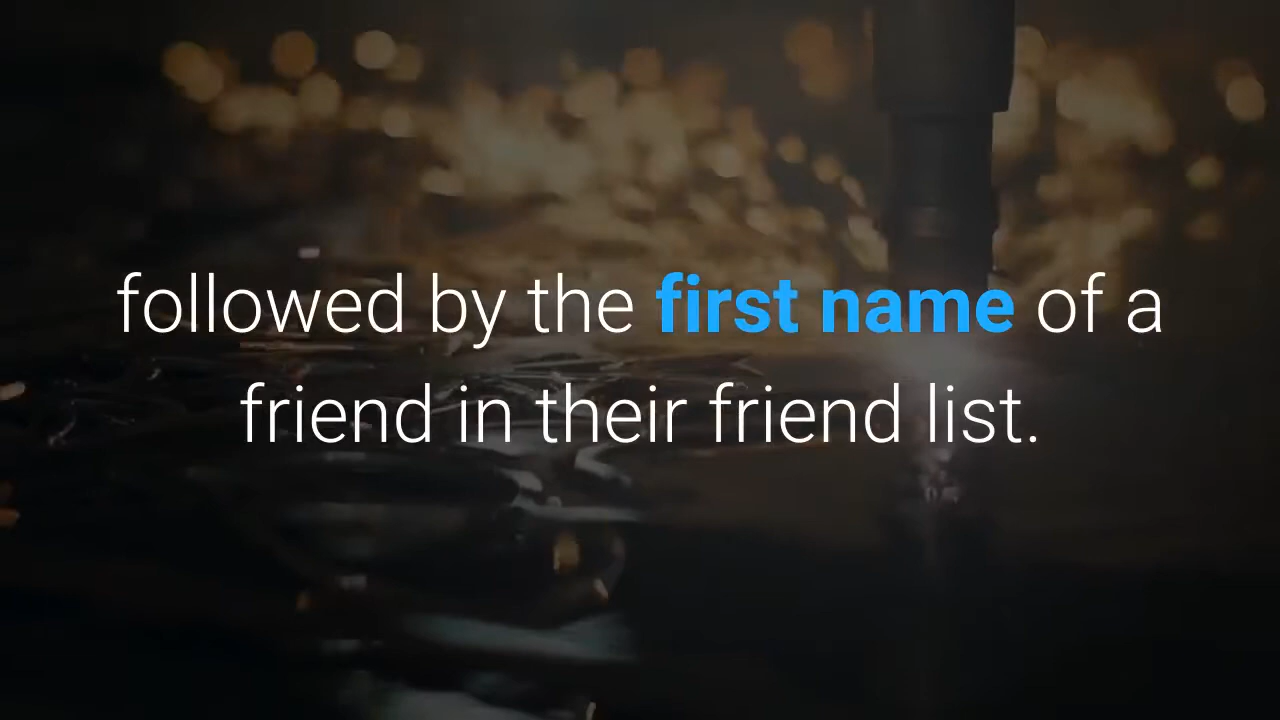 followed by the first name of a
friend in their friend list.